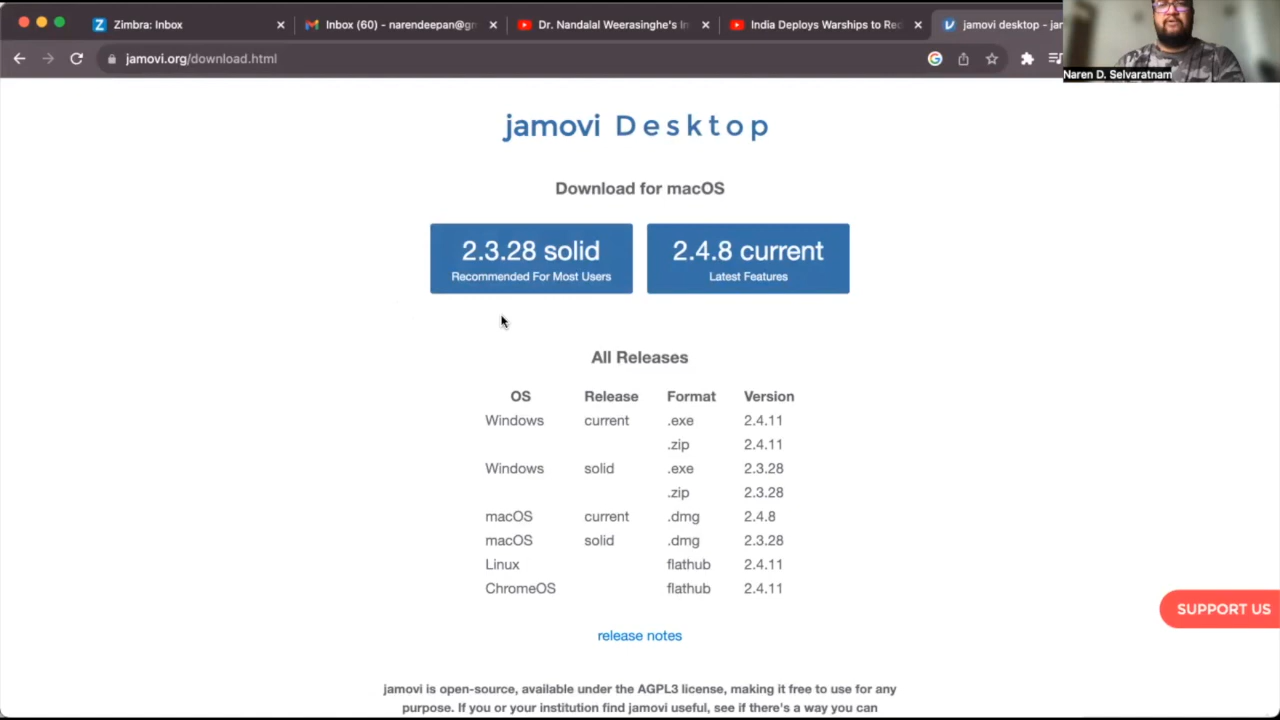 Zimbra: Inbox
Inbox (60) - narendeepan@gm
Dr. Nandalal Weerasinghe's In
India Deploys Warships to Red
jamovi desktop - jam
jamovi.org/download.html
Naren D. Selvaratnam
jamovi Desktop
Download for macOS
2.3.28 solid
Recommended For Most Users
2.4.8 current
Latest Features
All Releases
OS Release Format Version
Windows current .exe 2.4.11
.zip 2.4.11
Windows solid .exe 2.3.28
.zip 2.3.28
macOS current .dmg 2.4.8
macOS solid .dmg 2.3.28
Linux flathub 2.4.11
ChromeOS flathub 2.4.11
SUPPORT US
release notes
jamovi is open-source, available under the AGPL3 license, making it free to use for any
purpose. If you or your institution find jamovi useful, see if there's a way you can